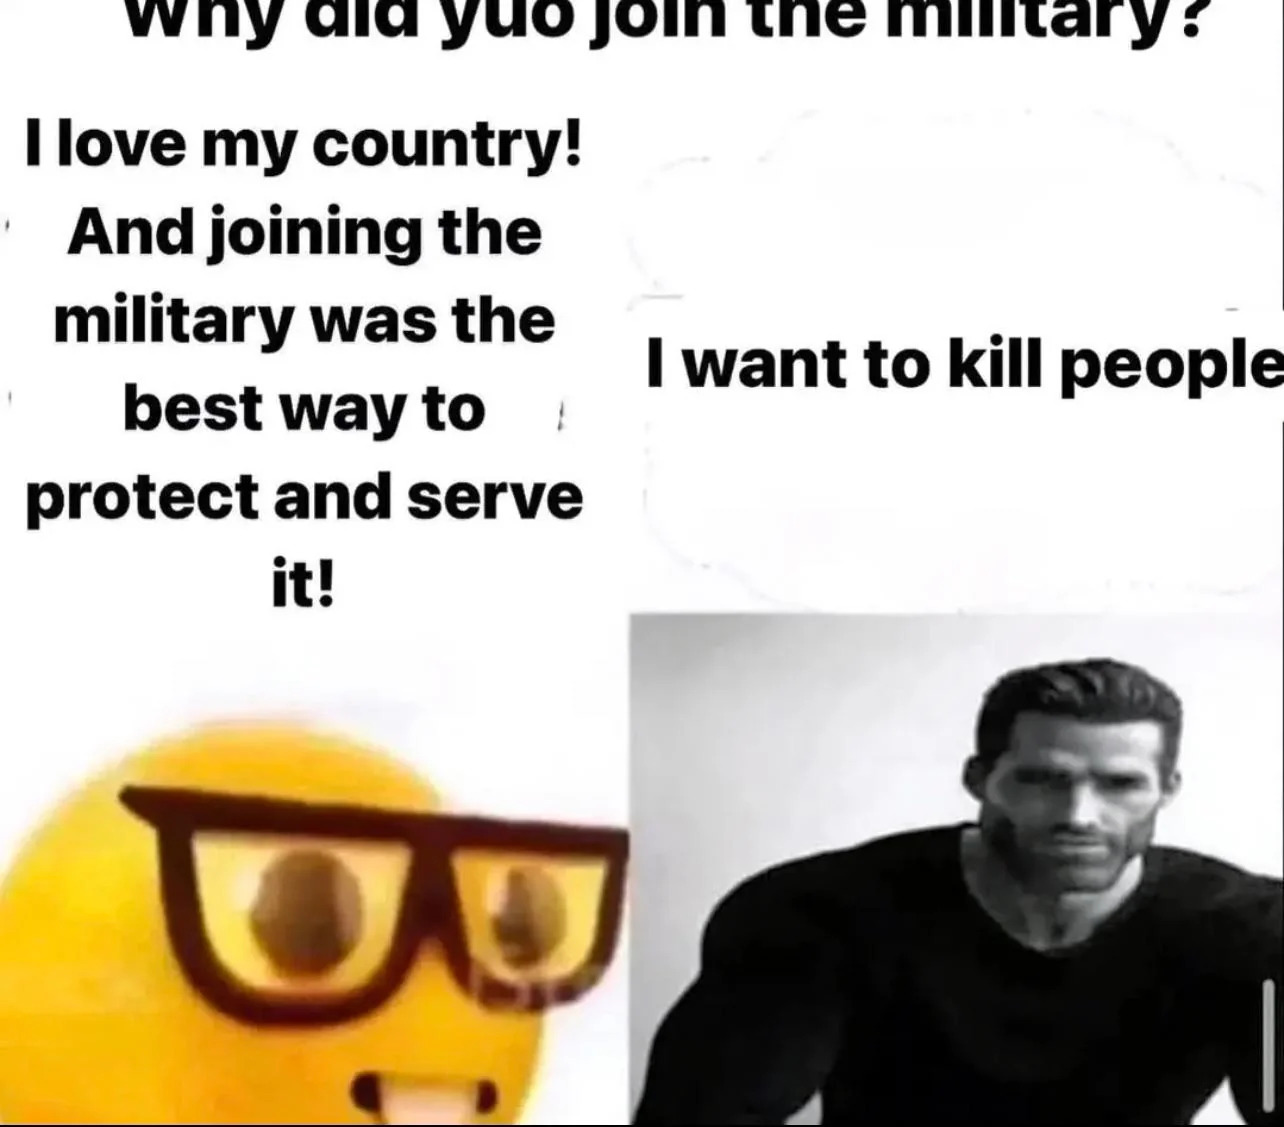 Why did yuo join the military?
I love my country!
And joining the
military was the
best way to
protect and serve
it!
I want to kill people